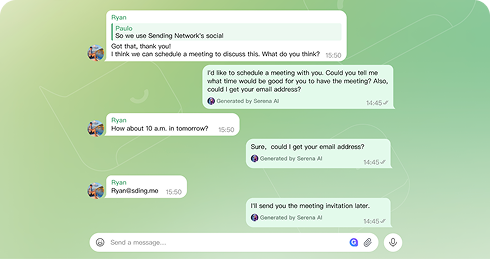 Ryan
Paulo
So we use Sending Network's social
Got that, thank you!
I think we can schedule a meeting to discuss this. What do you think?
15:50
I'd like to schedule a meeting with you. Could you tell me
what time would be good for you to have the meeting? Also,
could I get your email address?
Generated by Serena AI
14:45
Ryan
How about 10 a.m. in tomorrow?
15:50
Sure, could I get your email address?
Generated by Serena AI
14:45
Ryan
Ryan@sding.me
15:50
I'll send you the meeting invitation later.
Generated by Serena AI
14:45
Send a message...